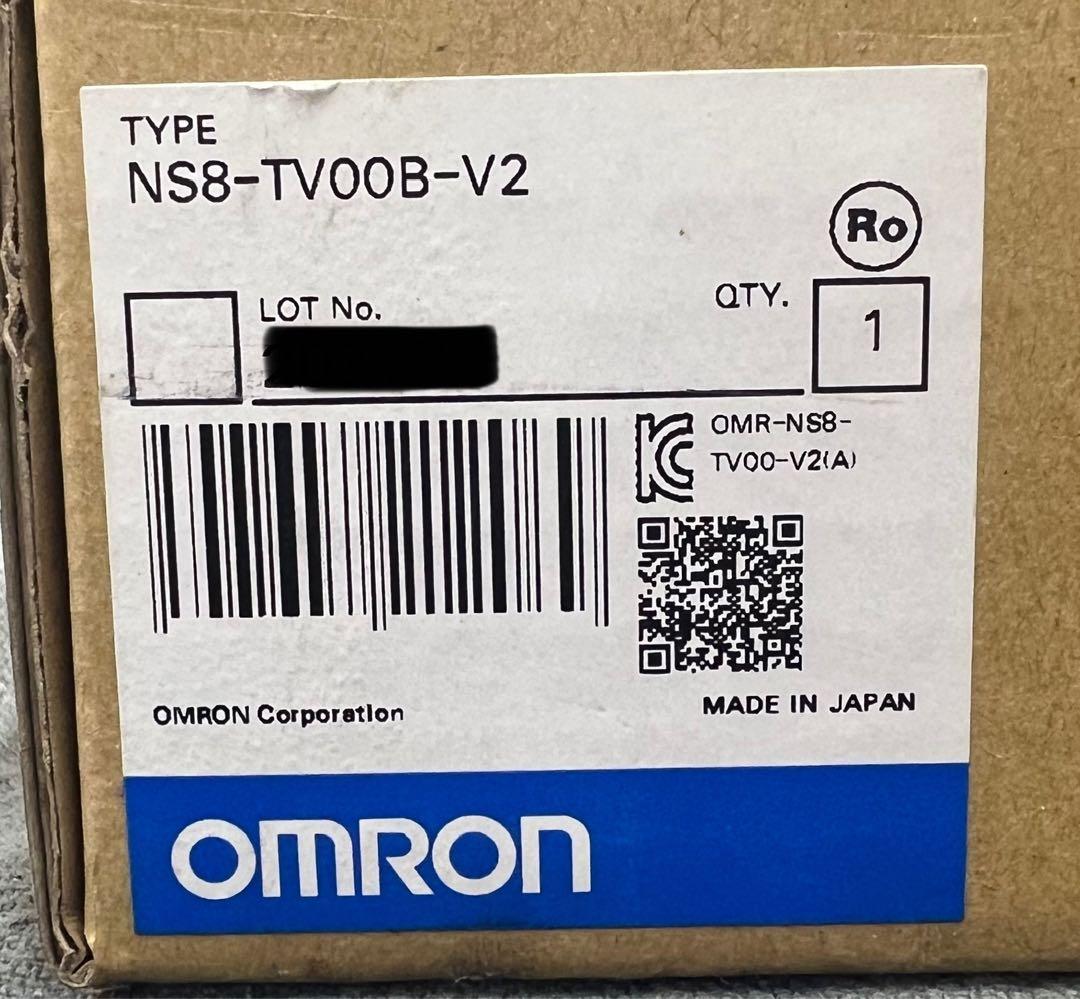 TYPE
NS8-TV00B-V2
Ro
LOT No.
QTY.
1
OMR-NS8-
TV00-V2(A)
OMRON Corporation
MADE IN JAPAN
OMRON